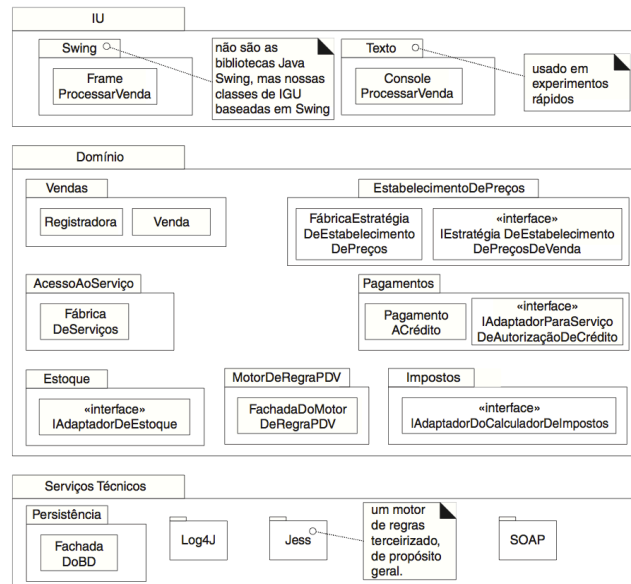 IU
Swing
Frame
ProcessarVenda
não são as
bibliotecas Java
Swing, mas nossas
classes de IGU
baseadas em Swing
Texto
Console
ProcessarVenda
usado em
experimentos
rápidos
Domínio
Vendas
Registradora
Venda
EstabelecimentoDePreços
FábricaEstratégia
DeEstabelecimento
DePreços
«interface»
IEstratégia DeEstabelecimento
DePreçosDeVenda
AcessoAoServiço
Fábrica
DeServiços
Pagamentos
Pagamento
ACrédito
«interface»
IAdaptadorParaServiço
DeAutorizaçãoDeCrédito
Estoque
«interface»
IAdaptadorDeEstoque
MotorDeRegraPDV
FachadaDoMotor
DeRegraPDV
Impostos
«interface»
IAdaptadorDoCalculadorDeImpostos
Serviços Técnicos
Persistência
Fachada
DoBD
Log4J
Jess
um motor
de regras
terceirizado,
de propósito
geral.
SOAP